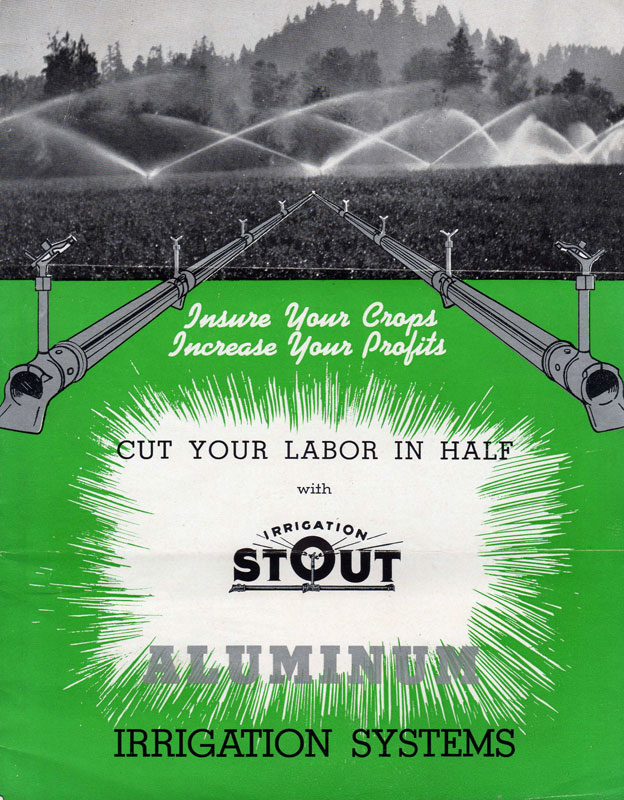 Insure Your Crops
Increase Your Profits
CUT YOUR LABOR IN HALF
with
IRRIGATION
STOUT
ALUMINUM
IRRIGATION SYSTEMS